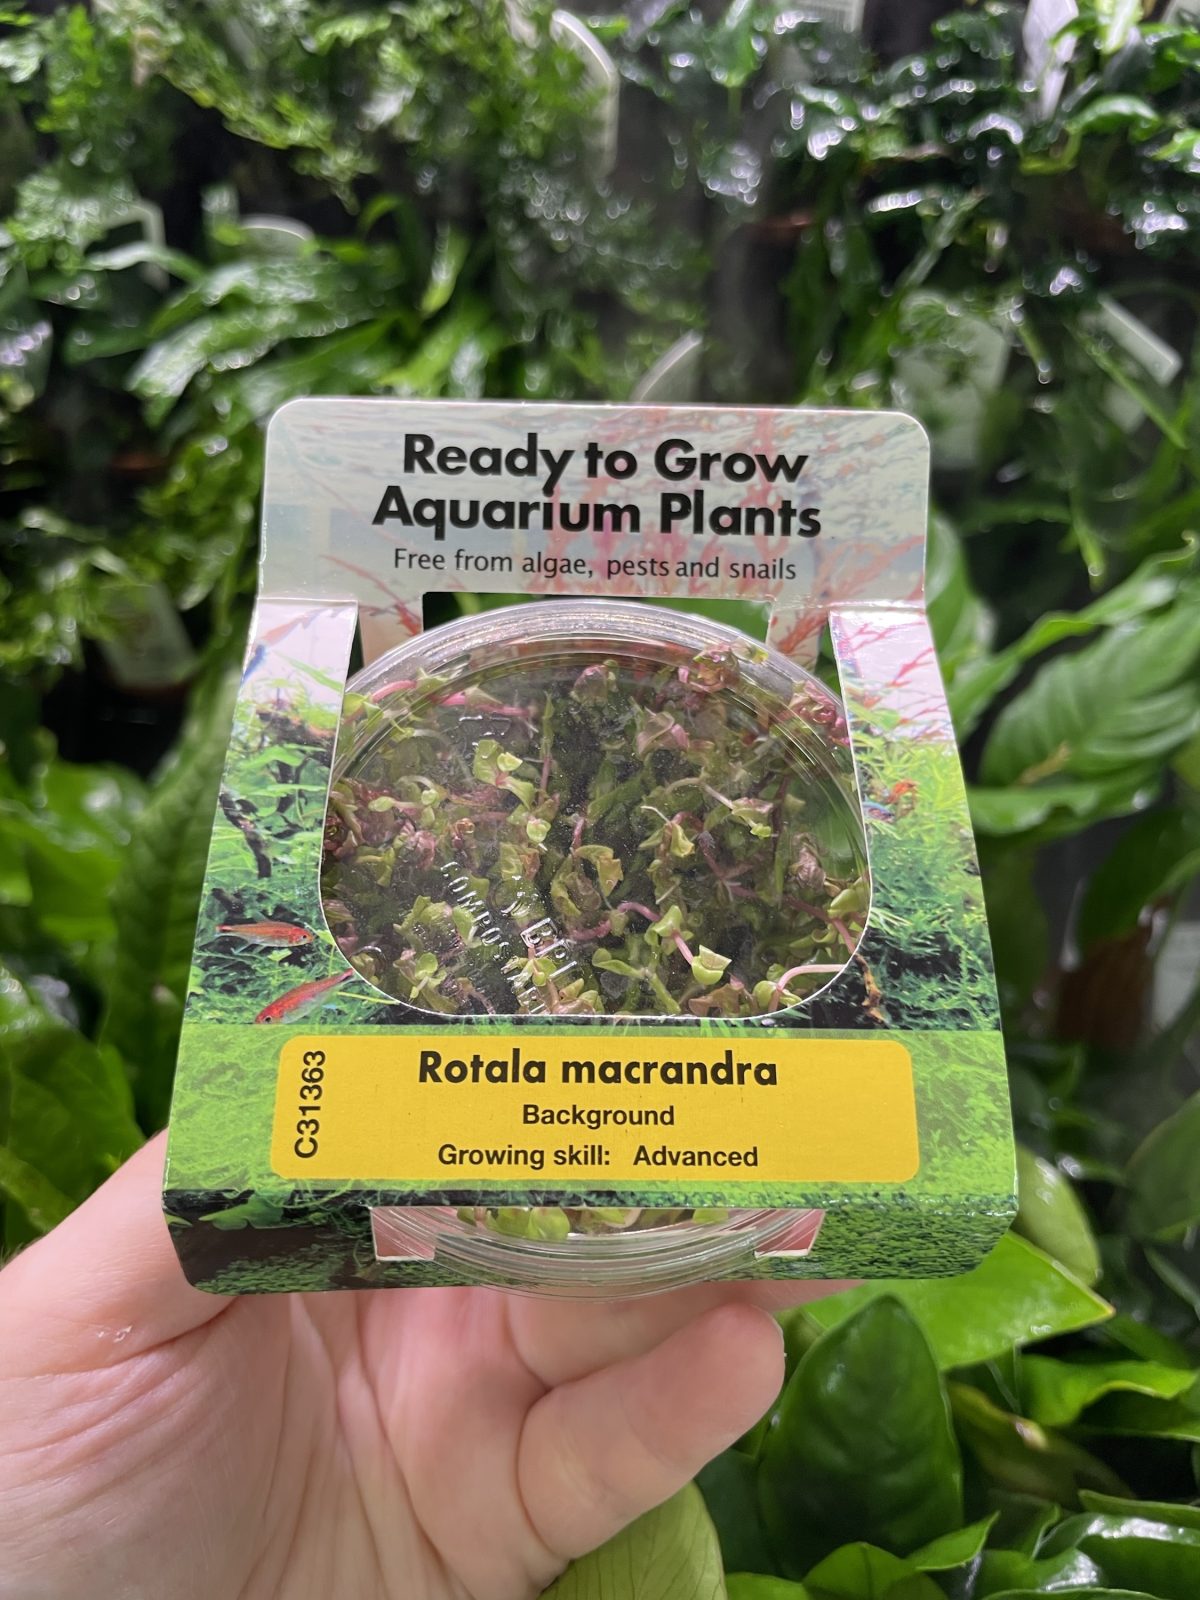 Ready to Grow
Aquarium Plants
Free from algae, pests and snails
C31363
Rotala macrandra
Background
Growing skill: Advanced